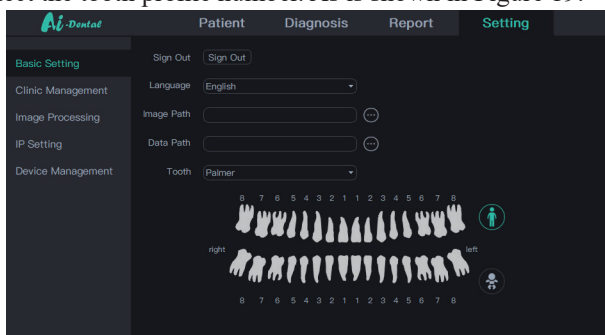 Ai-Dental Patient Diagnosis Report Setting
Basic Setting
Clinic Management
Image Processing
IP Setting
Device Management
Sign Out Sign Out
Language English
Image Path
Data Path
Tooth Palmer
8 7 6 5 4 3 2 1 1 2 3 4 5 6 7 8
right left
8 7 6 5 4 3 2 1 1 2 3 4 5 6 7 8